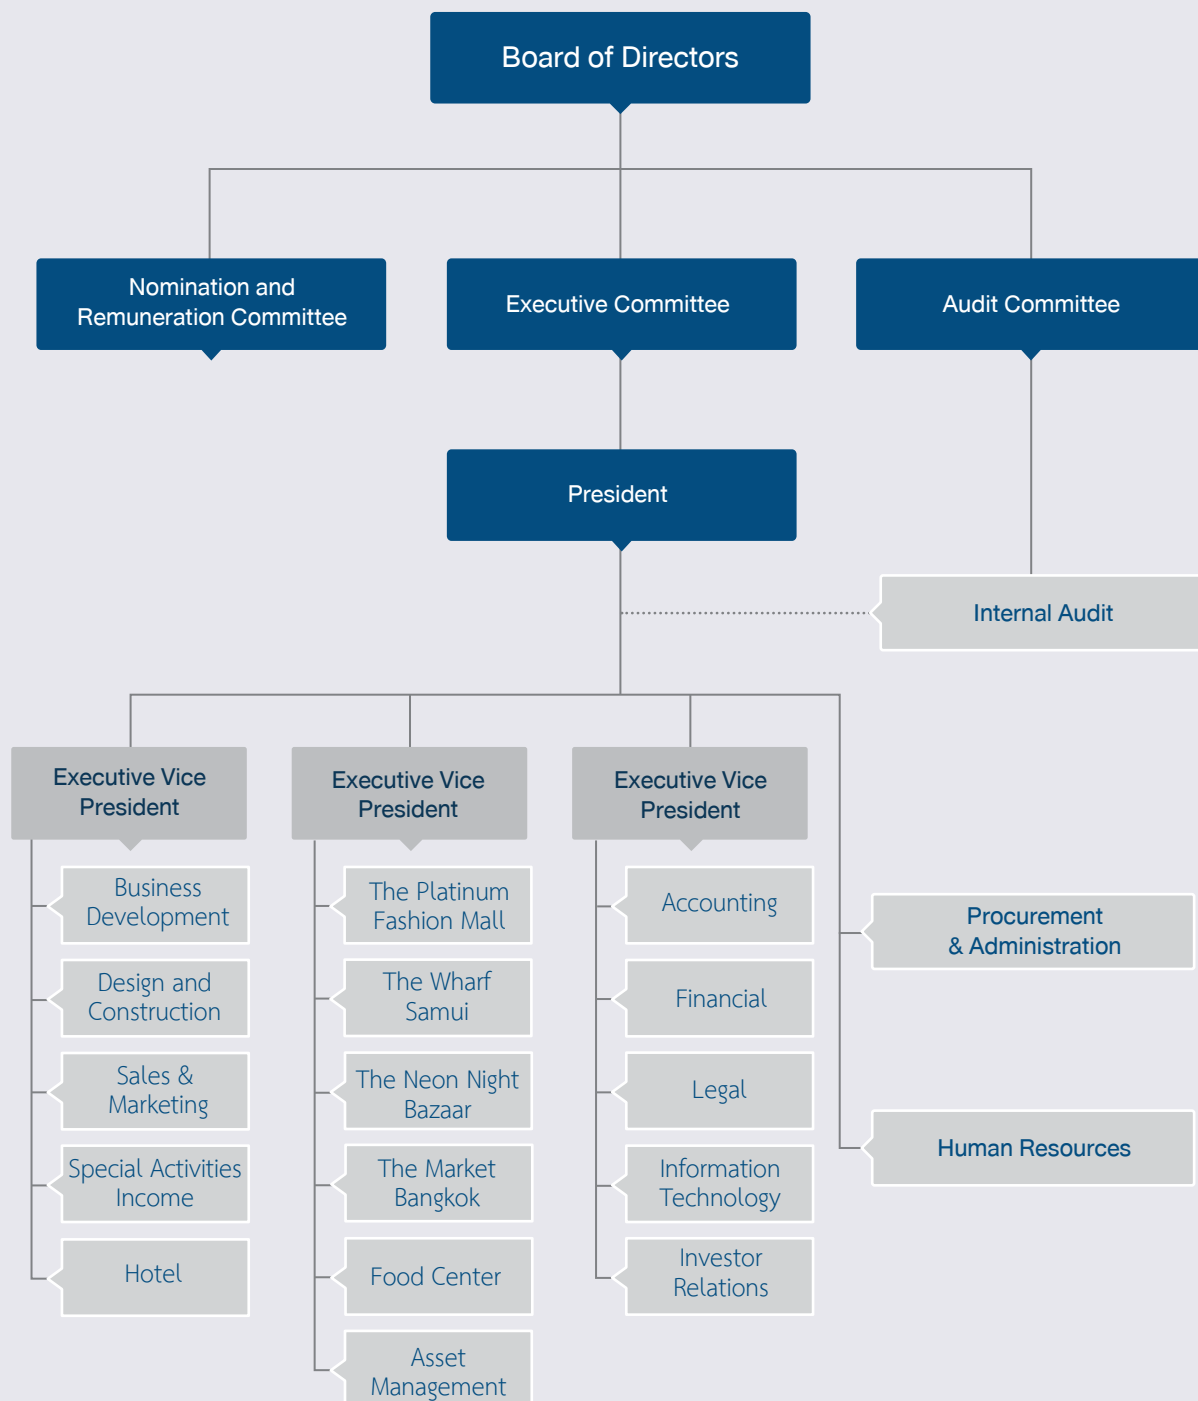 Board of Directors
Nomination and
Remuneration Committee
Executive Committee
Audit Committee
President
Internal Audit
Executive Vice
President
Executive Vice
President
Executive Vice
President
Business
Development
Design and
Construction
Sales &
Marketing
Special Activities
Income
Hotel
The Platinum
Fashion Mall
The Wharf
Samui
The Neon Night
Bazaar
The Market
Bangkok
Food Center
Asset
Management
Accounting
Financial
Legal
Information
Technology
Investor
Relations
Procurement
& Administration
Human Resources